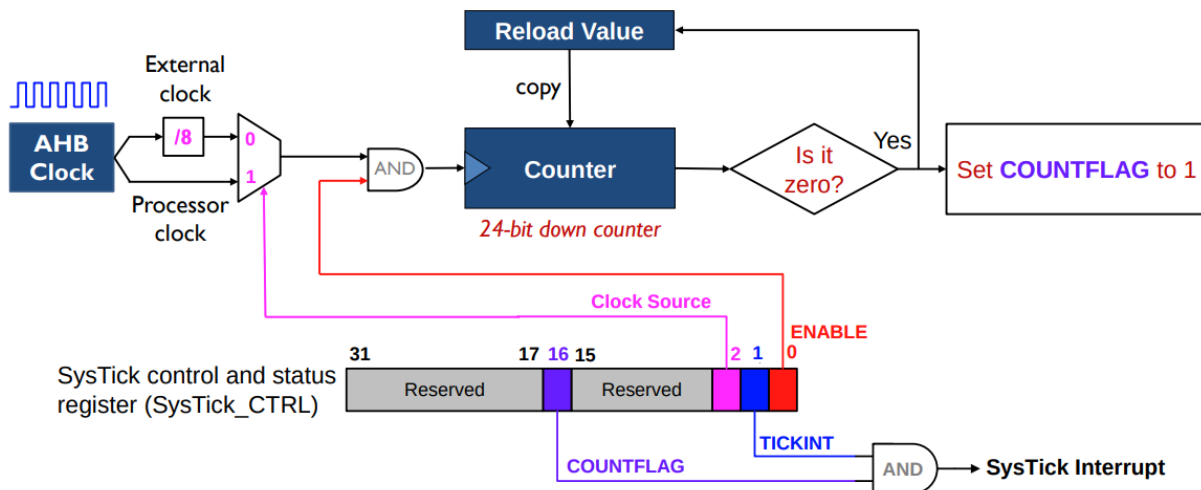 Reload Value
External
clock
copy
AHB
Clock
/8
0
1
Processor
clock
AND
Counter
24-bit down counter
Is it
zero?
Yes
Set COUNTFLAG to 1
Clock Source
ENABLE
31
17
16
15
2
1
0
SysTick control and status
register (SysTick_CTRL)
Reserved
Reserved
TICKINT
COUNTFLAG
AND
SysTick Interrupt